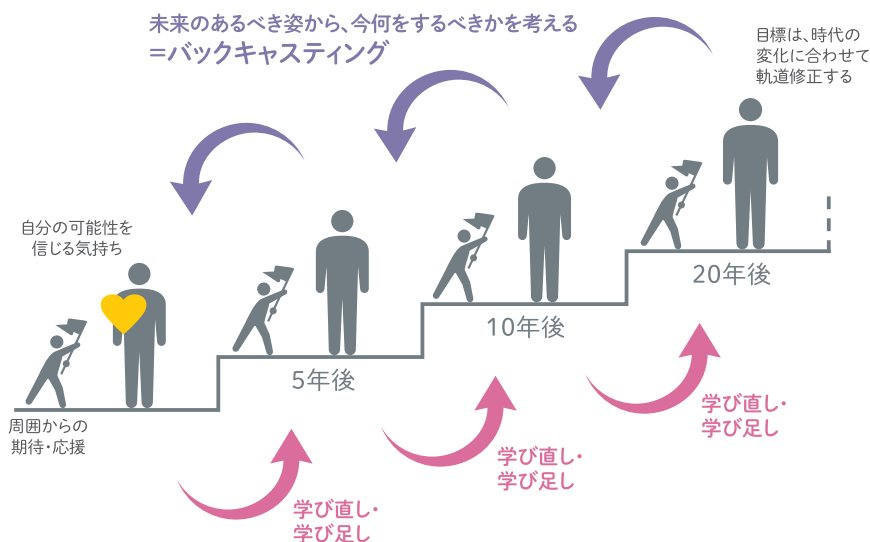 未来のあるべき姿から、今何をするべきかを考える
＝バックキャスティング
目標は、時代の
変化に合わせて
軌道修正する
自分の可能性を
信じる気持ち
20年後
10年後
5年後
周囲からの
期待・応援
学び直し・
学び足し
学び直し・
学び足し
学び直し・
学び足し